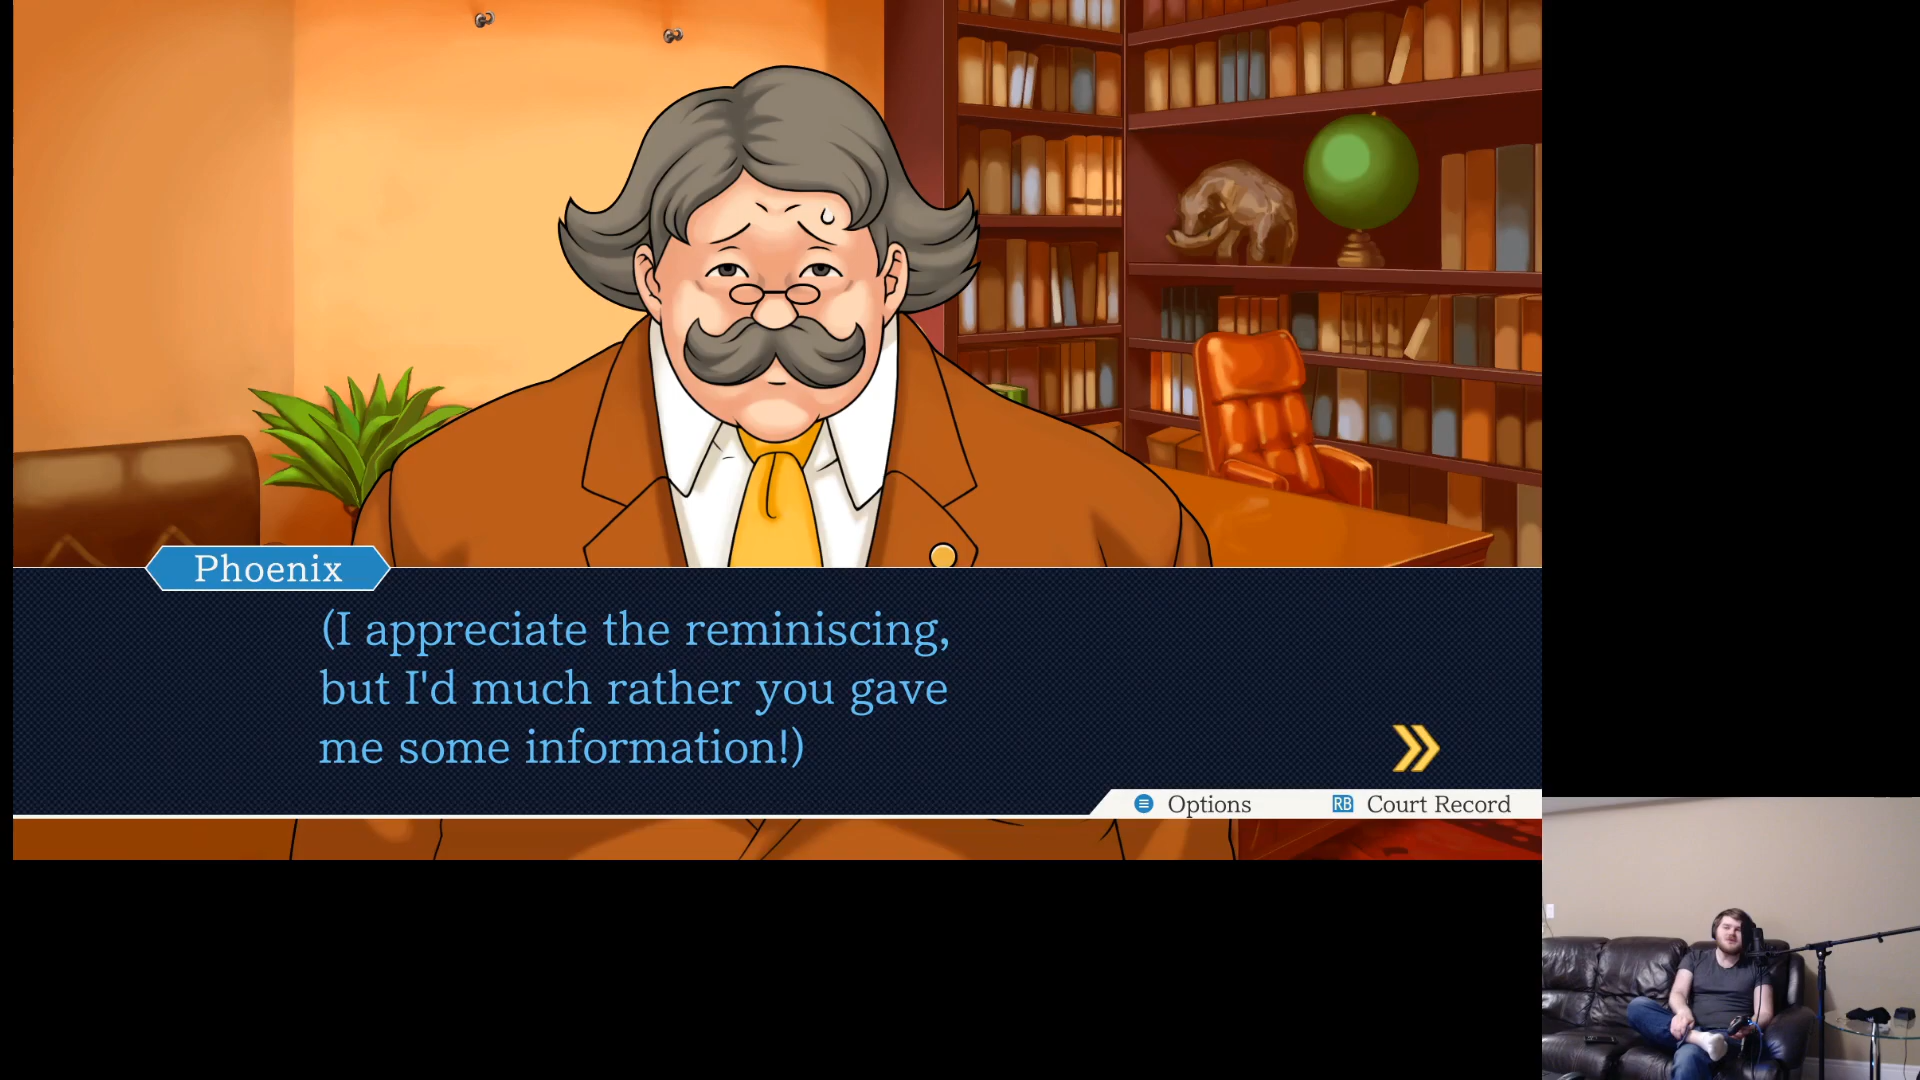 Phoenix
(I appreciate the reminiscing,
but I'd much rather you gave
me some information!)
Options
RB Court Record